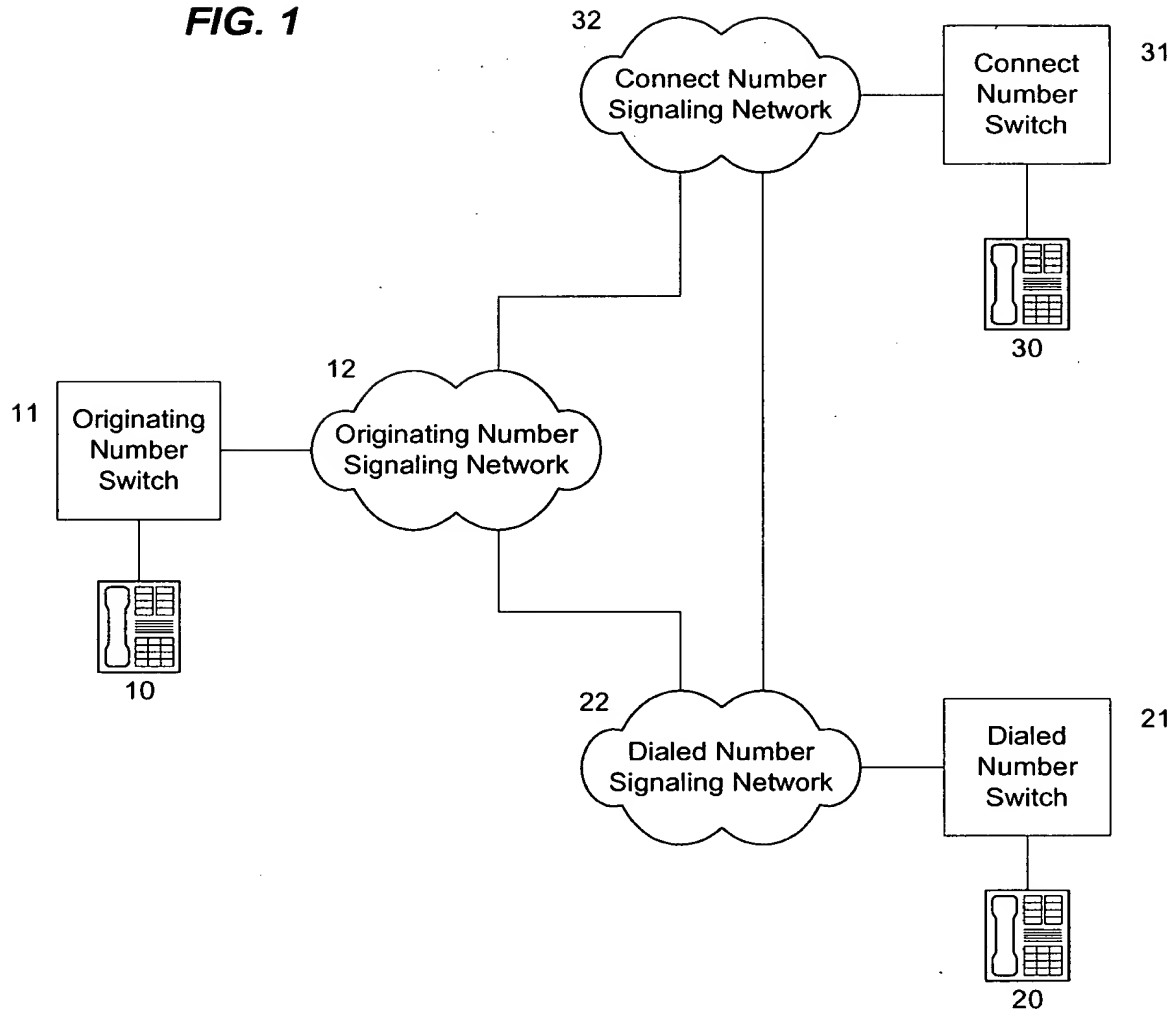 FIG. 1
32
Connect Number
Signaling Network
Connect
Number
Switch
31
30
12
11
Originating
Number
Switch
Originating Number
Signaling Network
10
22
Dialed Number
Signaling Network
Dialed
Number
Switch
21
20